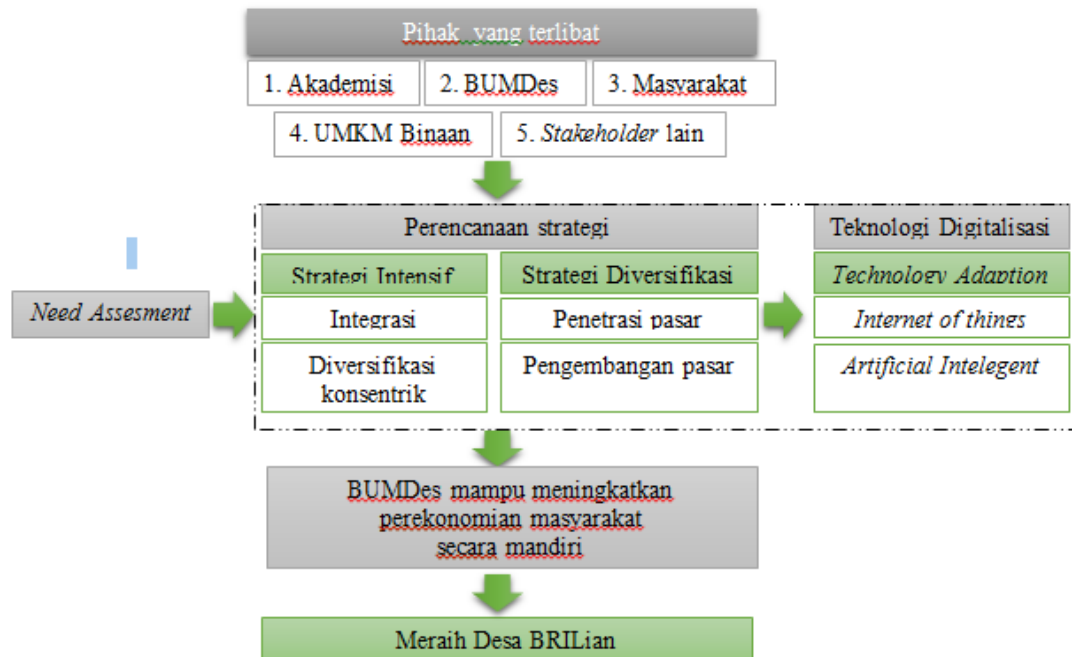 Pihak yang terlibat
1. Akademisi
2. BUMDes
3. Masyarakat
4. UMKM Binaan
5. Stakeholder lain
Perencanaan strategi
Teknologi Digitalisasi
Strategi Intensif
Strategi Diversifikasi
Technology Adaption
Need Assesment
Integrasi
Penetrasi pasar
Internet of things
Diversifikasi
konsentrik
Pengembangan pasar
Artificial Intelegent
BUMDes mampu meningkatkan
perekonomian masyarakat
secara mandiri
Meraih Desa BRILian